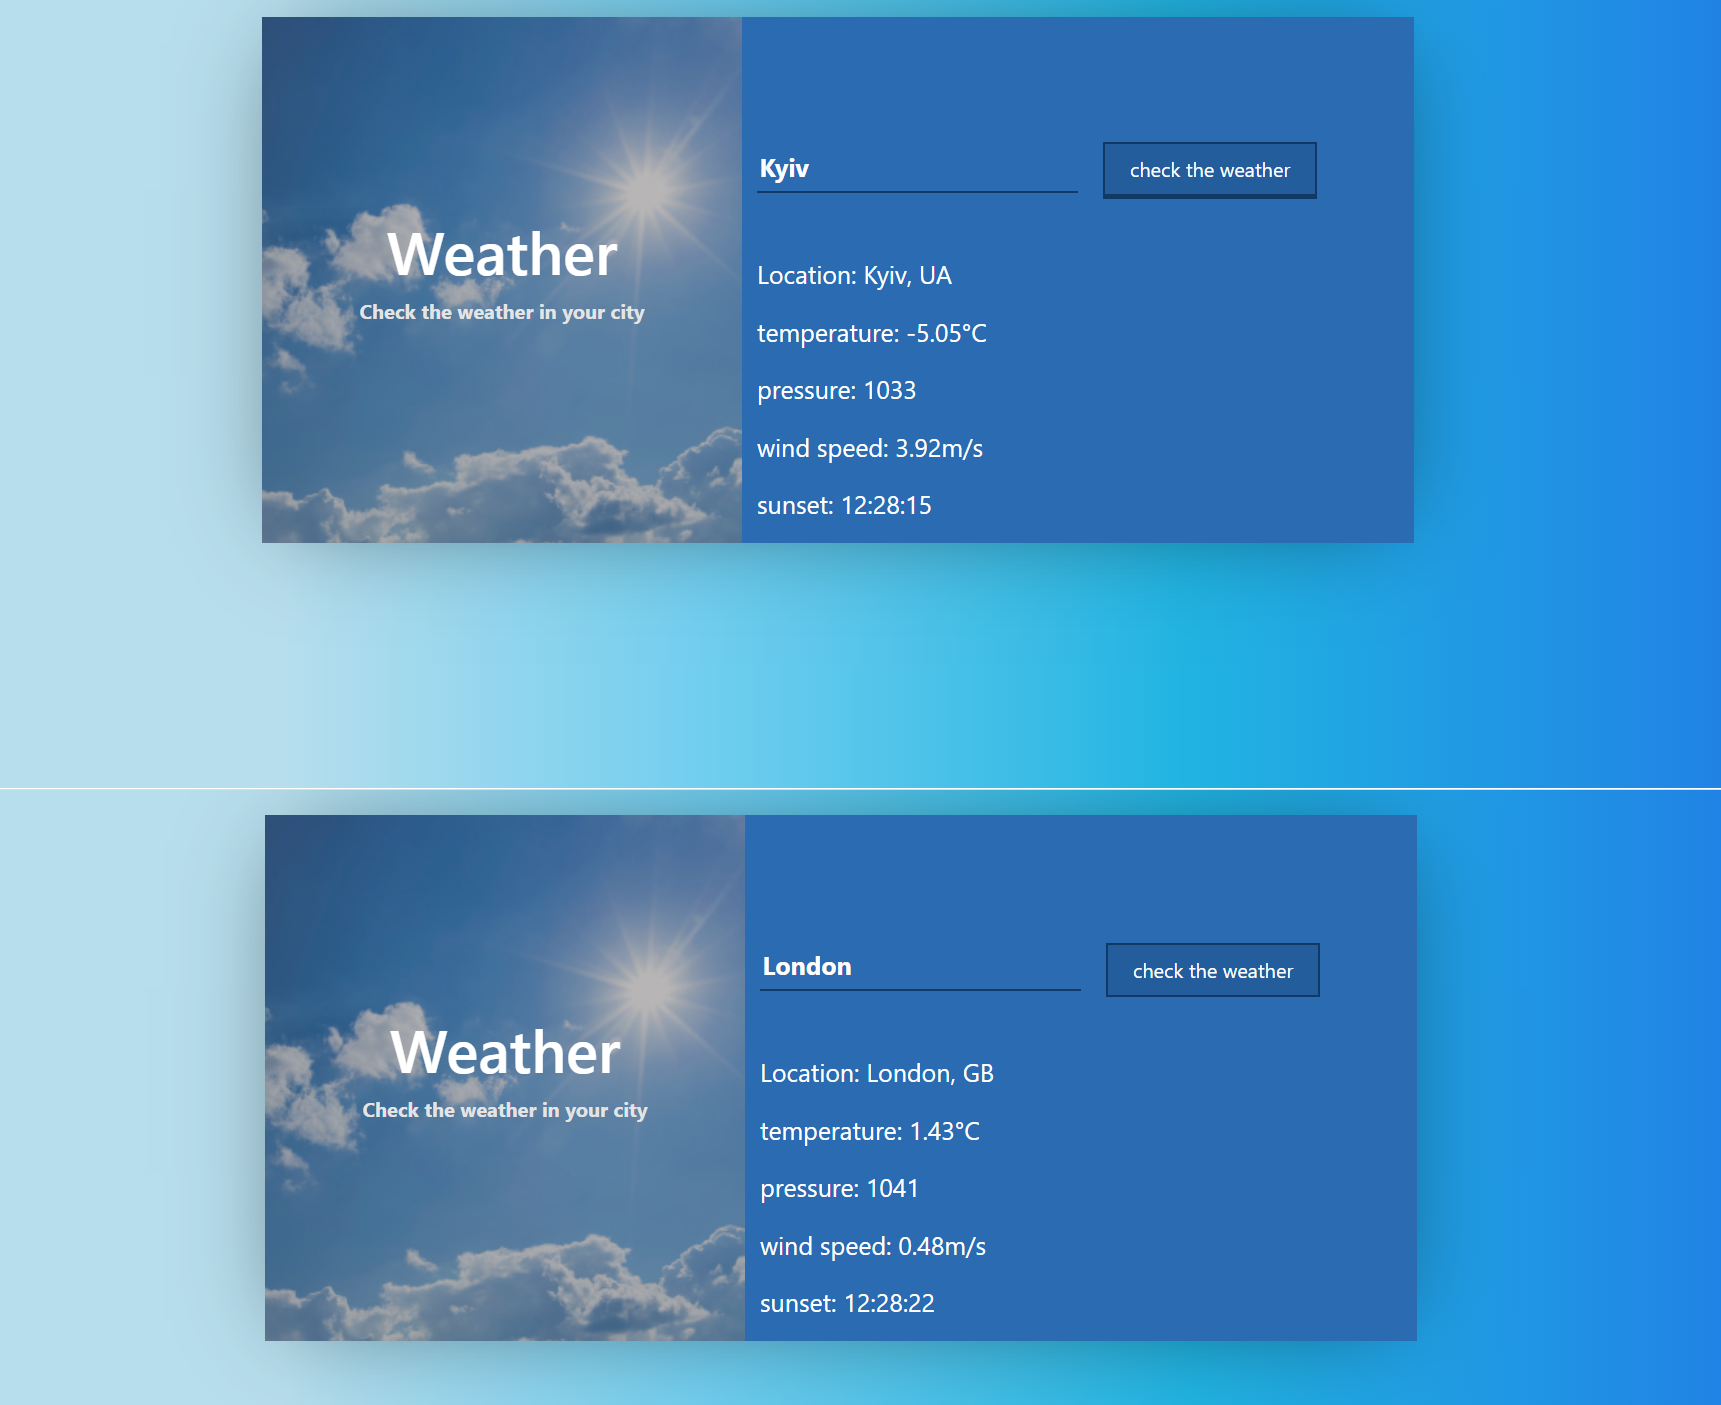 Weather
Check the weather in your city
Kyiv
check the weather
Location: Kyiv, UA
temperature: -5.05°C
pressure: 1033
wind speed: 3.92m/s
sunset: 12:28:15
Weather
Check the weather in your city
London
check the weather
Location: London, GB
temperature: 1.43°C
pressure: 1041
wind speed: 0.48m/s
sunset: 12:28:22